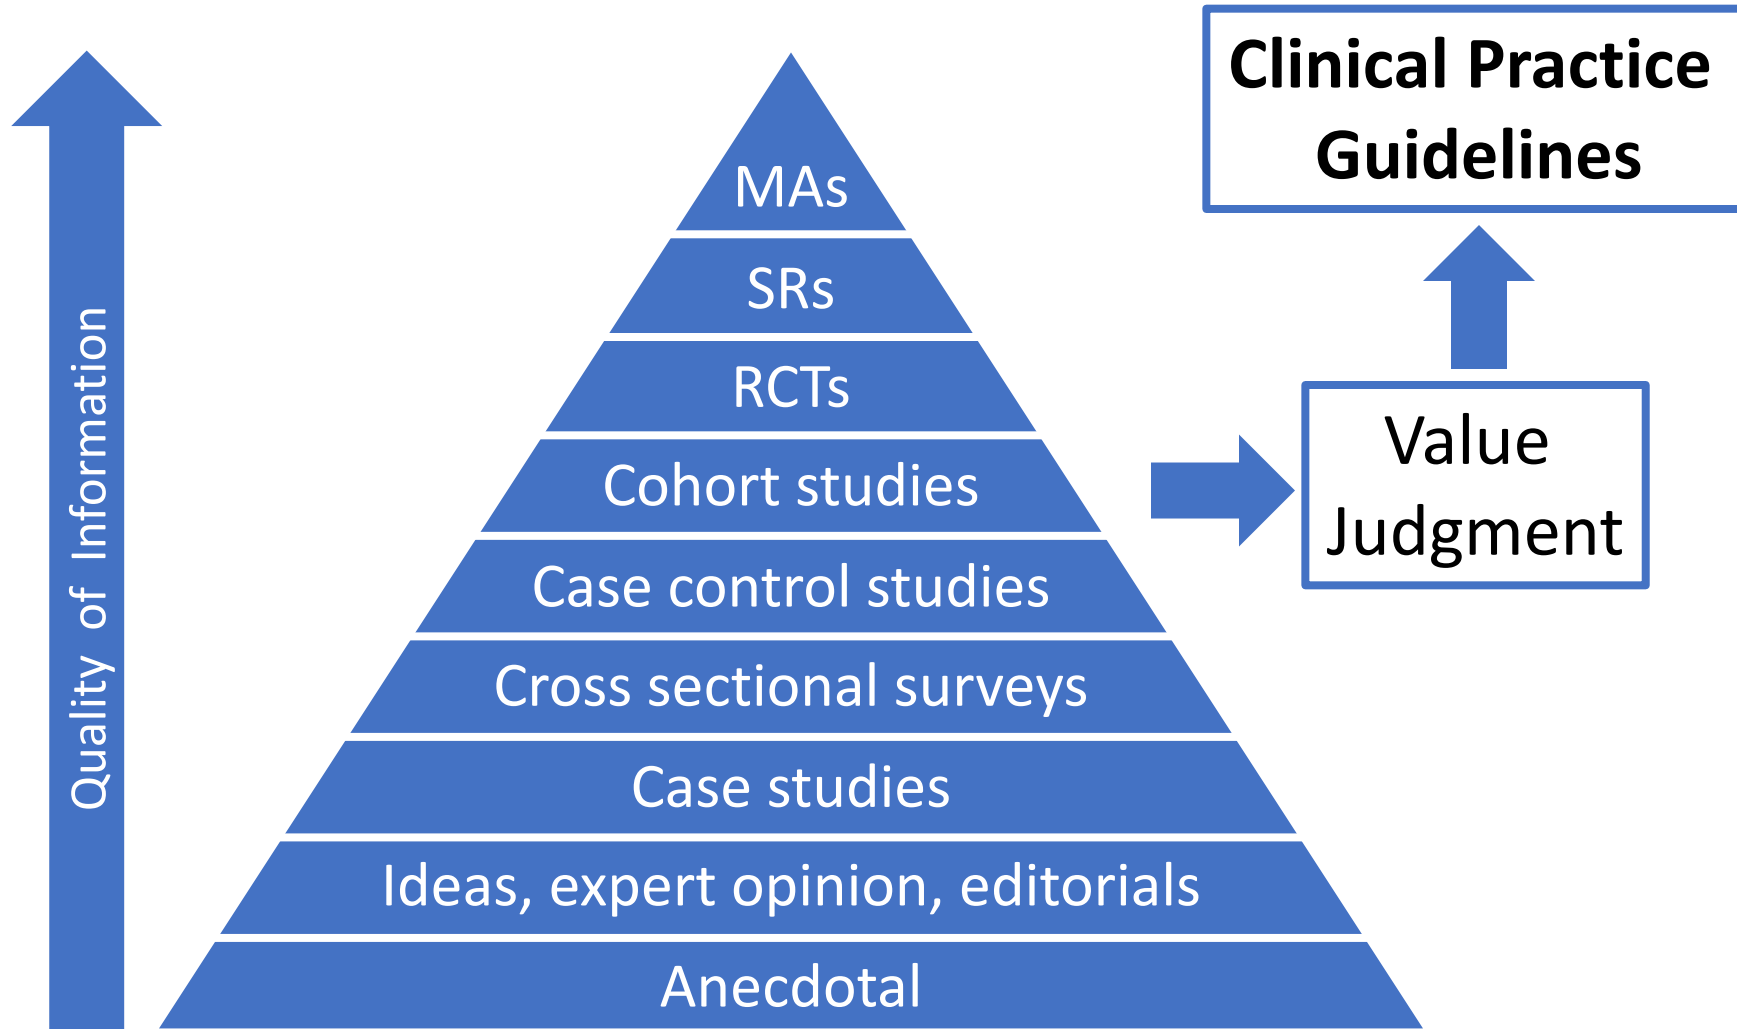 Quality of Information
MAs
SRs
RCTs
Cohort studies
Case control studies
Cross sectional surveys
Case studies
Ideas, expert opinion, editorials
Anecdotal
Clinical Practice
Guidelines
Value
Judgment